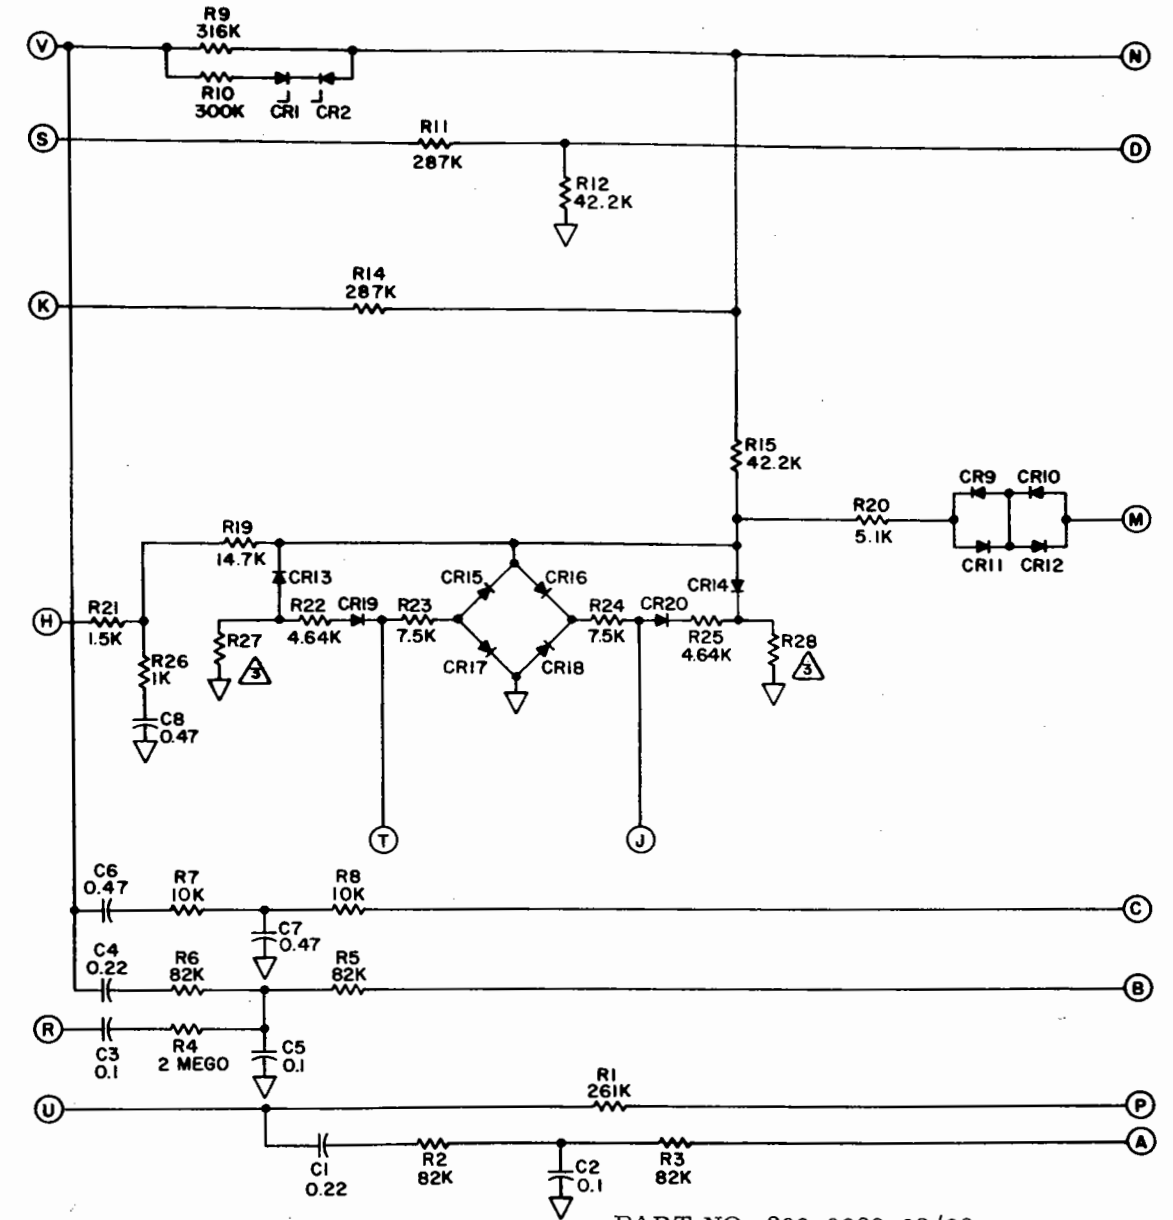 R9
316K
V
N
R10
300K
CR1
CR2
S
R11
287K
D
R12
42.2K
R14
287K
K
R15
42.2K
CR9
CR10
R20
5.1K
M
CR11
CR12
R19
14.7K
CR13
CR15
CR16
CR14
H
R21
1.5K
R22
4.64K
CR19
R23
7.5K
R24
7.5K
CR20
R25
4.64K
R27
3
R28
3
R26
1K
CR17
CR18
C8
0.47
T
J
C6
0.47
R7
10K
R8
10K
C
C7
0.47
C4
0.22
R6
82K
R5
82K
B
R
C3
0.1
R4
2 MEGO
C5
0.1
R1
261K
U
P
A
C1
0.22
R2
82K
C2
0.1
R3
82K
PART NO.